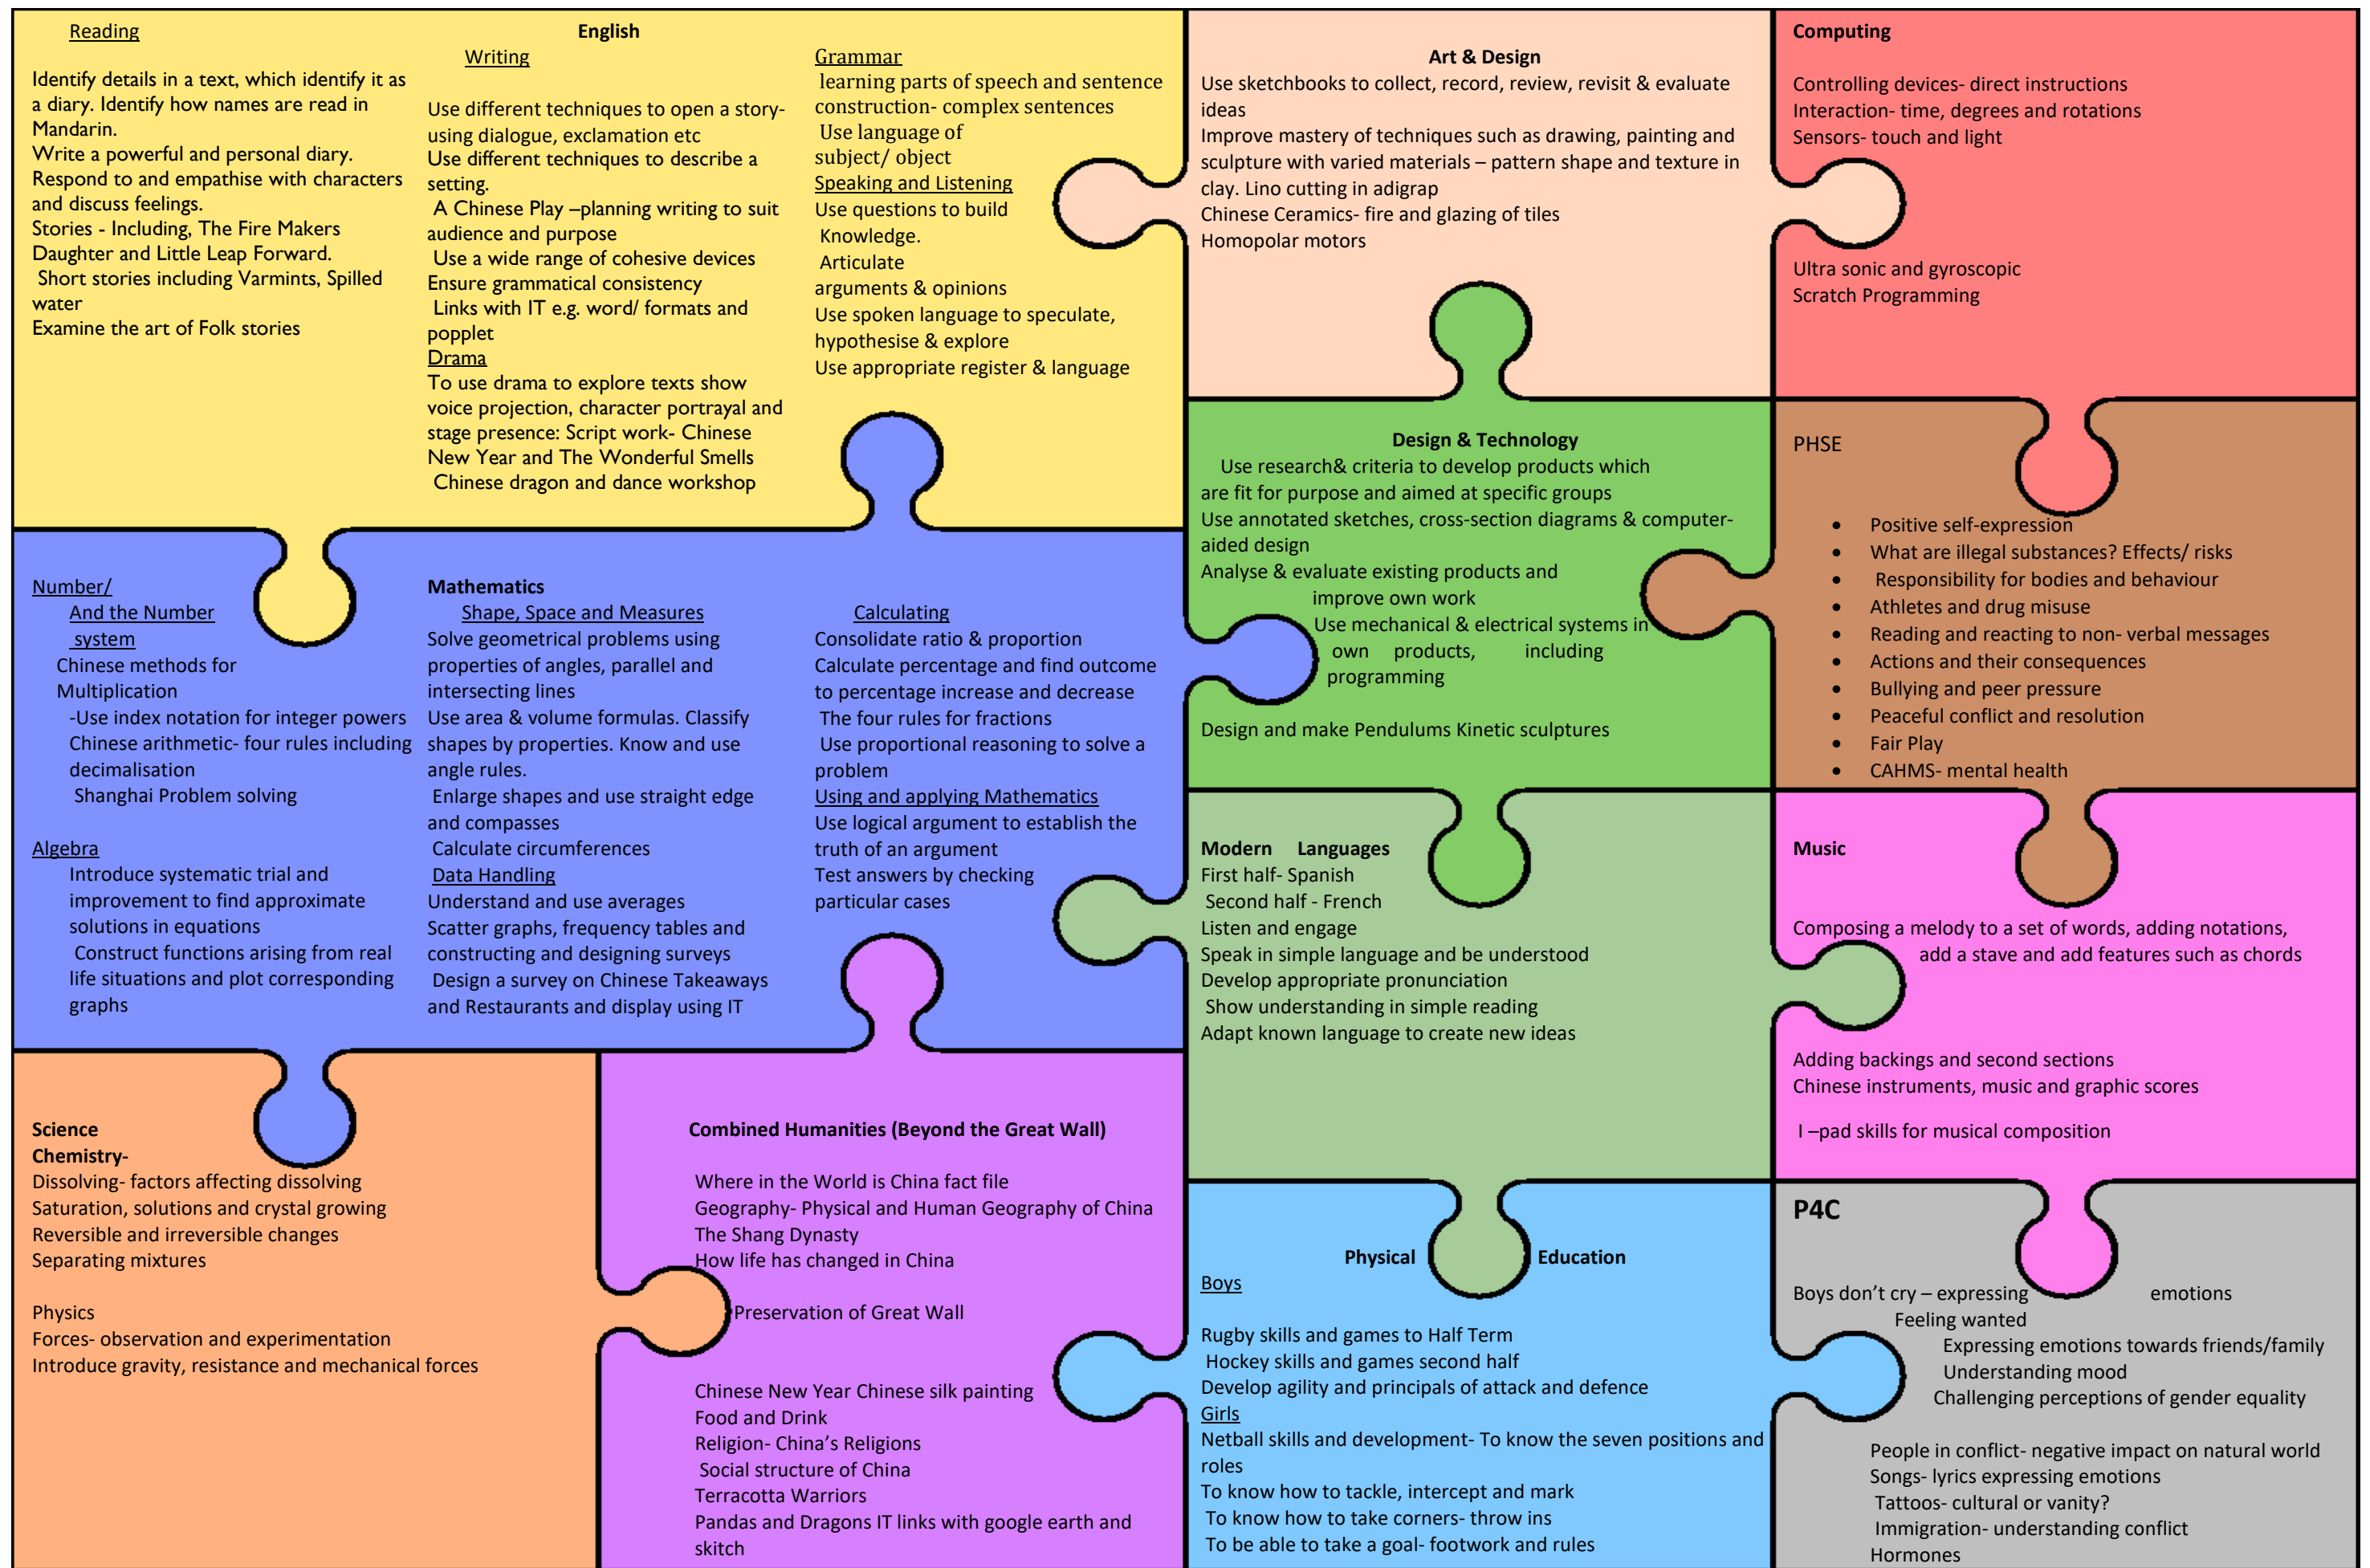 English
Reading
Identify details in a text, which identify it as
a diary. Identify how names are read in
Mandarin.
Write a powerful and personal diary.
Respond to and empathise with characters
and discuss feelings.
Stories - Including, The Fire Makers
Daughter and Little Leap Forward.
Short stories including Varmints, Spilled
water
Examine the art of Folk stories
Writing
Use different techniques to open a story-
using dialogue, exclamation etc
Use different techniques to describe a
setting.
A Chinese Play –planning writing to suit
audience and purpose
Use a wide range of cohesive devices
Ensure grammatical consistency
Links with IT e.g. word/ formats and
popplet
Drama
To use drama to explore texts show
voice projection, character portrayal and
stage presence: Script work- Chinese
New Year and The Wonderful Smells
Chinese dragon and dance workshop
Grammar
learning parts of speech and sentence
construction- complex sentences
Use language of
subject/ object
Speaking and Listening
Use questions to build
Knowledge.
Articulate
arguments & opinions
Use spoken language to speculate,
hypothesise & explore
Use appropriate register & language
Art & Design
Use sketchbooks to collect, record, review, revisit & evaluate
ideas
Improve mastery of techniques such as drawing, painting and
sculpture with varied materials – pattern shape and texture in
clay. Lino cutting in adigrap
Chinese Ceramics- fire and glazing of tiles
Homopolar motors
Computing
Controlling devices- direct instructions
Interaction- time, degrees and rotations
Sensors- touch and light
Ultra sonic and gyroscopic
Scratch Programming
Design & Technology
Use research& criteria to develop products which
are fit for purpose and aimed at specific groups
Use annotated sketches, cross-section diagrams & computer-
aided design
Analyse & evaluate existing products and
improve own work
Use mechanical & electrical systems in
own products, including
programming
Design and make Pendulums Kinetic sculptures
PHSE
• Positive self-expression
• What are illegal substances? Effects/ risks
• Responsibility for bodies and behaviour
• Athletes and drug misuse
• Reading and reacting to non- verbal messages
• Actions and their consequences
• Bullying and peer pressure
• Peaceful conflict and resolution
• Fair Play
• CAHMS- mental health
Mathematics
Number/
And the Number
system
Chinese methods for
Multiplication
-Use index notation for integer powers
Chinese arithmetic- four rules including
decimalisation
Shanghai Problem solving
Algebra
Introduce systematic trial and
improvement to find approximate
solutions in equations
Construct functions arising from real
life situations and plot corresponding
graphs
Shape, Space and Measures
Solve geometrical problems using
properties of angles, parallel and
intersecting lines
Use area & volume formulas. Classify
shapes by properties. Know and use
angle rules.
Enlarge shapes and use straight edge
and compasses
Calculate circumferences
Data Handling
Understand and use averages
Scatter graphs, frequency tables and
constructing and designing surveys
Design a survey on Chinese Takeaways
and Restaurants and display using IT
Calculating
Consolidate ratio & proportion
Calculate percentage and find outcome
to percentage increase and decrease
The four rules for fractions
Use proportional reasoning to solve a
problem
Using and applying Mathematics
Use logical argument to establish the
truth of an argument
Test answers by checking
particular cases
Modern Languages
First half- Spanish
Second half - French
Listen and engage
Speak in simple language and be understood
Develop appropriate pronunciation
Show understanding in simple reading
Adapt known language to create new ideas
Music
Composing a melody to a set of words, adding notations,
add a stave and add features such as chords
Adding backings and second sections
Chinese instruments, music and graphic scores
I –pad skills for musical composition
Science
Chemistry-
Dissolving- factors affecting dissolving
Saturation, solutions and crystal growing
Reversible and irreversible changes
Separating mixtures
Physics
Forces- observation and experimentation
Introduce gravity, resistance and mechanical forces
Combined Humanities (Beyond the Great Wall)
Where in the World is China fact file
Geography- Physical and Human Geography of China
The Shang Dynasty
How life has changed in China
Preservation of Great Wall
Chinese New Year Chinese silk painting
Food and Drink
Religion- China’s Religions
Social structure of China
Terracotta Warriors
Pandas and Dragons IT links with google earth and
skitch
Physical Education
Boys
Rugby skills and games to Half Term
Hockey skills and games second half
Develop agility and principals of attack and defence
Girls
Netball skills and development- To know the seven positions and
roles
To know how to tackle, intercept and mark
To know how to take corners- throw ins
To be able to take a goal- footwork and rules
P4C
Boys don’t cry – expressing emotions
Feeling wanted
Expressing emotions towards friends/family
Understanding mood
Challenging perceptions of gender equality
People in conflict- negative impact on natural world
Songs- lyrics expressing emotions
Tattoos- cultural or vanity?
Immigration- understanding conflict
Hormones